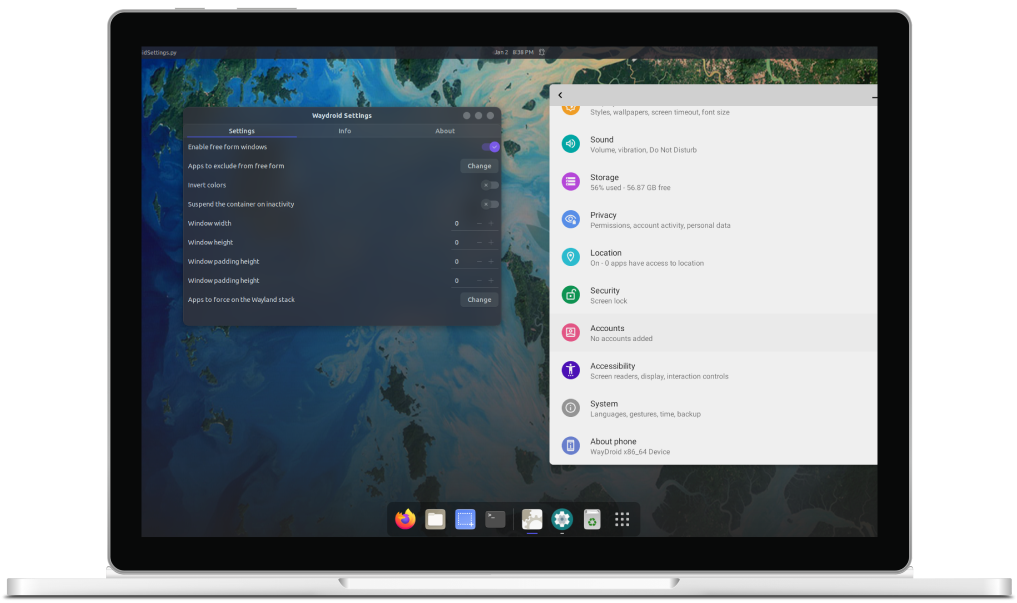 idSettings.py
Jan 2 8:38 PM
Waydroid Settings
Settings Info About
Enable free form windows
Apps to exclude from free form Change
Invert colors
Suspend the container on inactivity
Window width 0
Window height 0
Window padding height 0
Window padding height 0
Apps to force on the Wayland stack Change
Styles, wallpapers, screen timeout, font size
Sound
Volume, vibration, Do Not Disturb
Storage
56% used - 56.87 GB free
Privacy
Permissions, account activity, personal data
Location
On - 0 apps have access to location
Security
Screen lock
Accounts
No accounts added
Accessibility
Screen readers, display, interaction controls
System
Languages, gestures, time, backup
About phone
WayDroid x86_64 Device